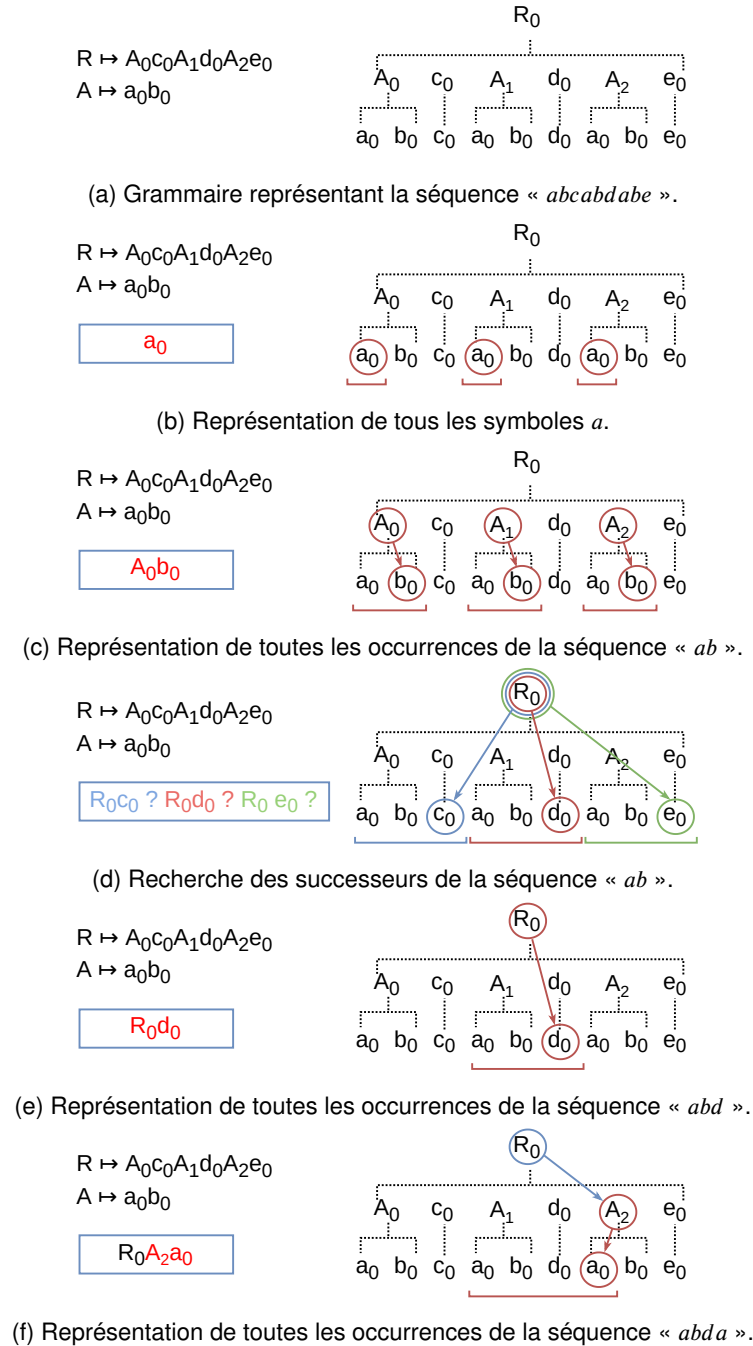 R₀
R ↦ A₀c₀A₁d₀A₂e₀
A ↦ a₀b₀
A₀ c₀ A₁ d₀ A₂ e₀
a₀ b₀ c₀ a₀ b₀ d₀ a₀ b₀ e₀
(a) Grammaire représentant la séquence « abcabdabe ».
R₀
R ↦ A₀c₀A₁d₀A₂e₀
A ↦ a₀b₀
A₀ c₀ A₁ d₀ A₂ e₀
a₀
a₀ b₀ c₀ a₀ b₀ d₀ a₀ b₀ e₀
(b) Représentation de tous les symboles a.
R₀
R ↦ A₀c₀A₁d₀A₂e₀
A ↦ a₀b₀
A₀ c₀ A₁ d₀ A₂ e₀
A₀b₀
a₀ b₀ c₀ a₀ b₀ d₀ a₀ b₀ e₀
(c) Représentation de toutes les occurrences de la séquence « ab ».
R₀
R ↦ A₀c₀A₁d₀A₂e₀
A ↦ a₀b₀
A₀ c₀ A₁ d₀ A₂ e₀
R₀c₀ ? R₀d₀ ? R₀ e₀ ?
a₀ b₀ c₀ a₀ b₀ d₀ a₀ b₀ e₀
(d) Recherche des successeurs de la séquence « ab ».
R₀
R ↦ A₀c₀A₁d₀A₂e₀
A ↦ a₀b₀
A₀ c₀ A₁ d₀ A₂ e₀
R₀d₀
a₀ b₀ c₀ a₀ b₀ d₀ a₀ b₀ e₀
(e) Représentation de toutes les occurrences de la séquence « abd ».
R₀
R ↦ A₀c₀A₁d₀A₂e₀
A ↦ a₀b₀
A₀ c₀ A₁ d₀ A₂ e₀
R₀A₂a₀
a₀ b₀ c₀ a₀ b₀ d₀ a₀ b₀ e₀
(f) Représentation de toutes les occurrences de la séquence « abda ».